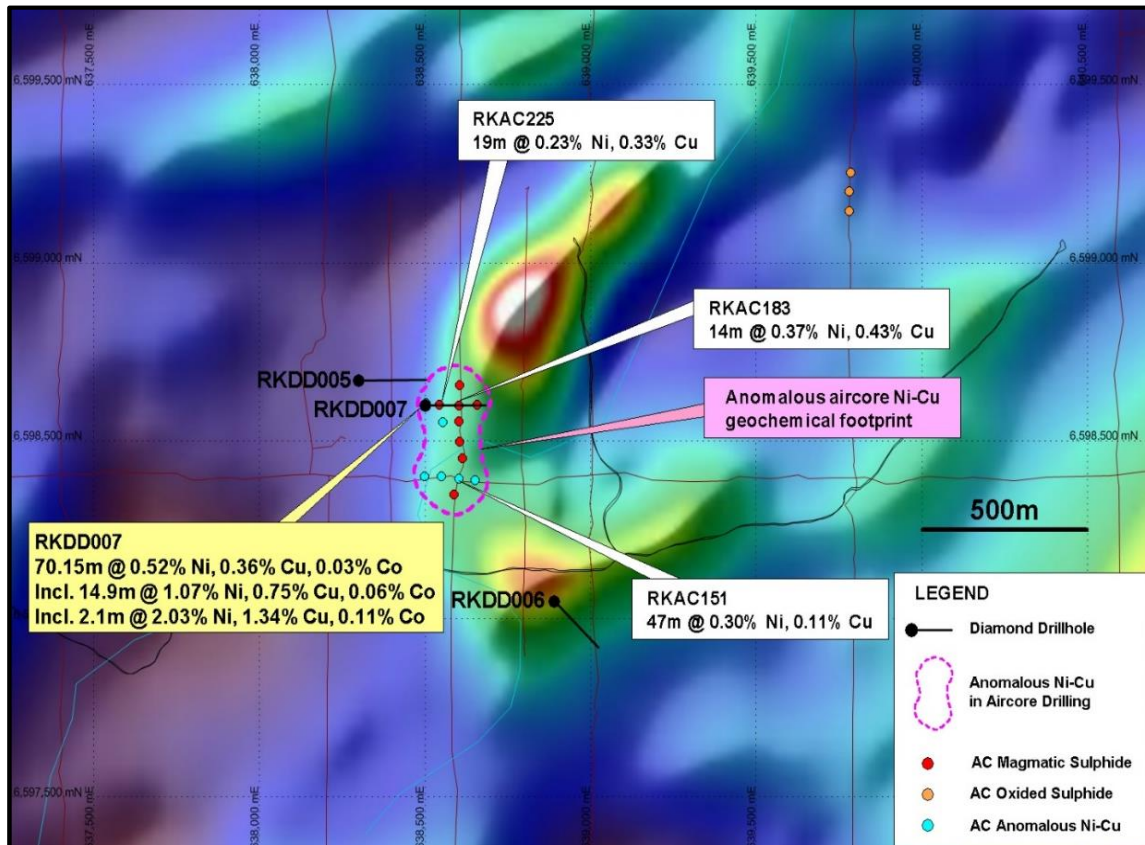 637,500 mE
638,000 mE
638,500 mE
639,000 mE
639,500 mE
640,000 mE
640,500 mE
6,599,500 mN
6,599,500 mN
RKAC225
19m @ 0.23% Ni, 0.33% Cu
6,599,000 mN
6,599,000 mN
RKAC183
14m @ 0.37% Ni, 0.43% Cu
RKDD005
RKDD007
Anomalous aircore Ni-Cu
geochemical footprint
6,598,500 mN
6,598,500 mN
500m
RKDD007
70.15m @ 0.52% Ni, 0.36% Cu, 0.03% Co
Incl. 14.9m @ 1.07% Ni, 0.75% Cu, 0.06% Co
Incl. 2.1m @ 2.03% Ni, 1.34% Cu, 0.11% Co
RKDD006
RKAC151
47m @ 0.30% Ni, 0.11% Cu
LEGEND
Diamond Drillhole
Anomalous Ni-Cu
in Aircore Drilling
AC Magmatic Sulphide
AC Oxided Sulphide
AC Anomalous Ni-Cu
6,597,500 mN
637,500 mE
638,000 mE
638,500 mE
639,000 mE
639,500 mE